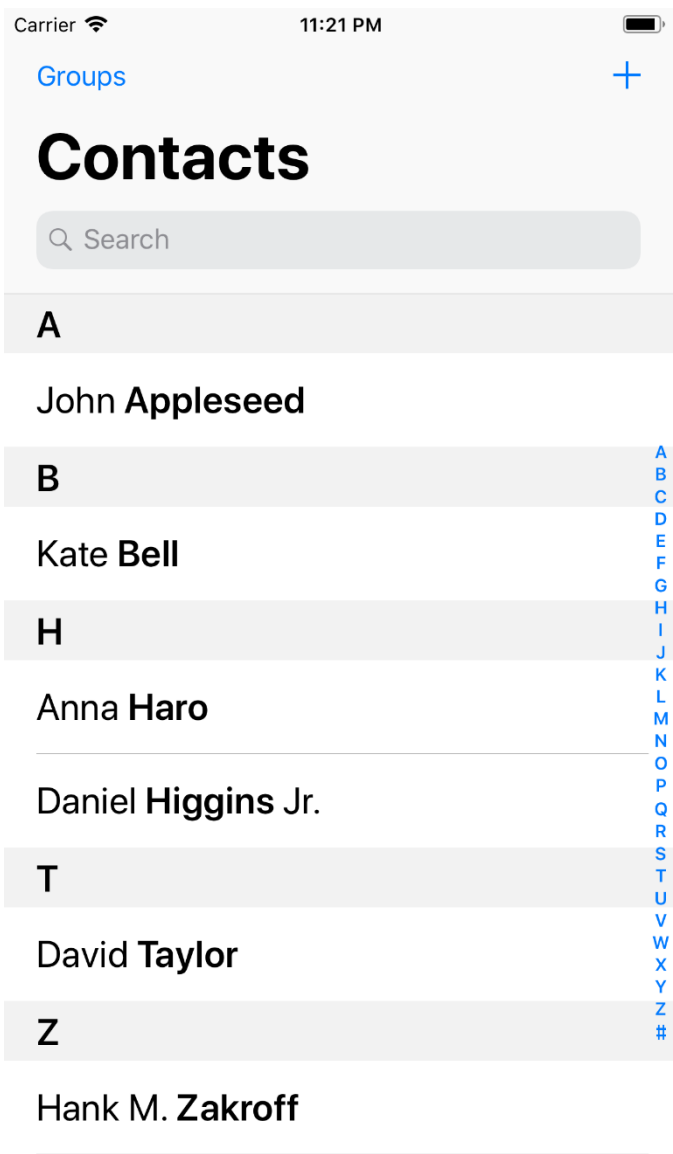 Carrier 11:21 PM
Groups
Contacts
Search
A
John Appleseed
B
Kate Bell
H
Anna Haro
Daniel Higgins Jr.
T
David Taylor
Z
Hank M. Zakroff
A
B
C
D
E
F
G
H
I
J
K
L
M
N
O
P
Q
R
S
T
U
V
W
X
Y
Z
#